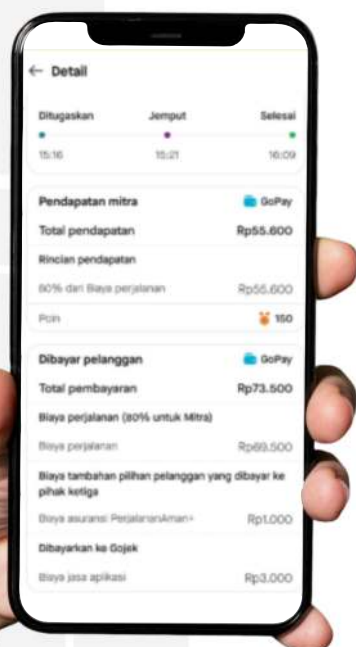 ← Detail
Ditugaskan Jemput Selesai
15:16 15:21 16:09
Pendapatan mitra GoPay
Total pendapatan Rp55.600
Rincian pendapatan
80% dari Biaya perjalanan Rp55.600
Poin 150
Dibayar pelanggan GoPay
Total pembayaran Rp73.500
Biaya perjalanan (80% untuk Mitra)
Biaya perjalanan Rp69.500
Biaya tambahan pilihan pelanggan yang dibayar ke
pihak ketiga
Biaya asuransi PerjalananAman+ Rp1.000
Dibayarkan ke Gojek
Biaya jasa aplikasi Rp3.000